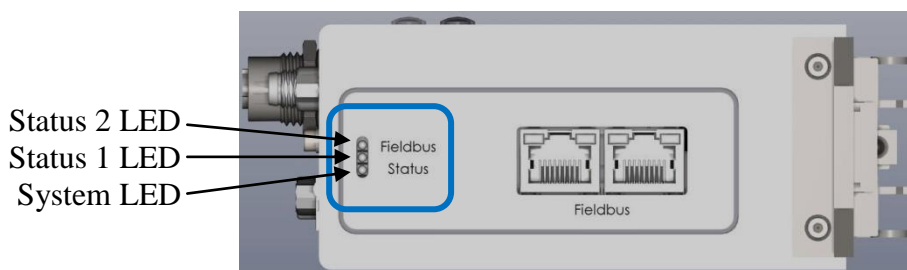 Status 2 LED
Status 1 LED
System LED
Fieldbus
Status
Fieldbus